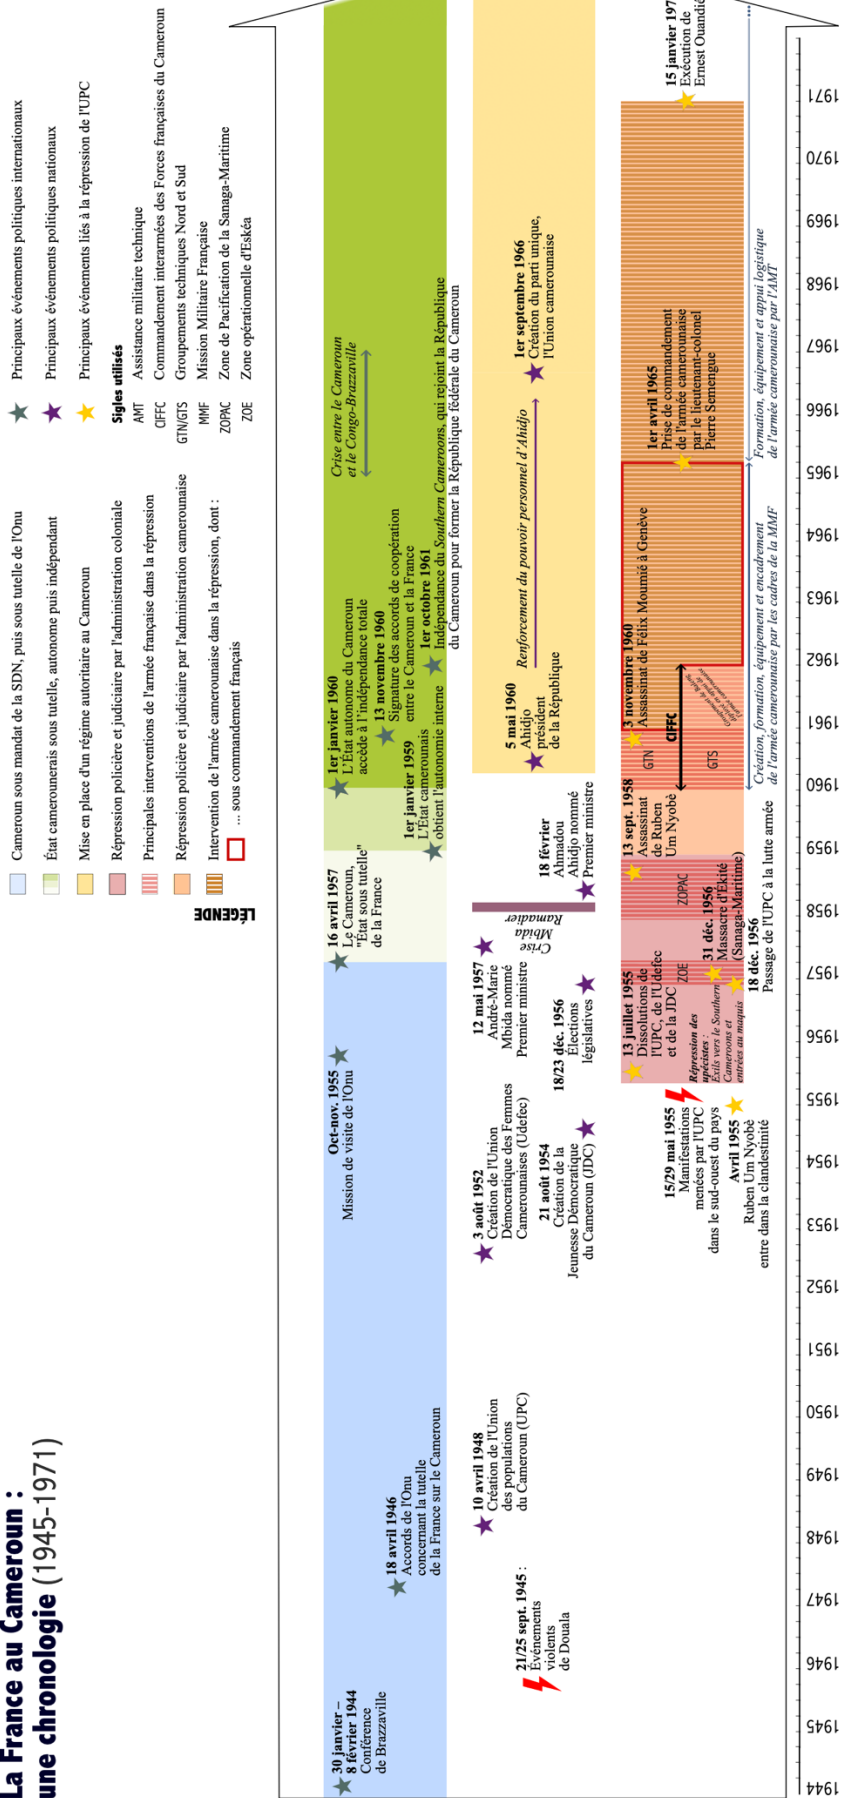 La France au Cameroun :
une chronologie (1945-1971)
LÉGENDE
Cameroun sous mandat de la SDN, puis sous tutelle de l'Onu
État camerounerais sous tutelle, autonome puis indépendant
Mise en place d'un régime autoritaire au Cameroun
Répression policière et judiciaire par l'administration coloniale
Principales interventions de l'armée française dans la répression
Répression policière et judiciaire par l'administration camerounaise
Intervention de l'armée camerounaise dans la répression, dont :
... sous commandement français
Principaux événements politiques internationaux
Principaux événements politiques nationaux
Principaux événements liés à la répression de l'UPC
Sigles utilisés
AMT Assistance militaire technique
CIFFC Commandement interarmées des Forces françaises du Cameroun
GTN/GTS Groupements techniques Nord et Sud
MMF Mission Militaire Française
ZOPAC Zone de Pacification de la Sanaga-Maritime
ZOE Zone opérationnelle d'Eskéa
30 janvier –
8 février 1944
Conférence
de Brazzaville
18 avril 1946
Accords de l'Onu
concernant la tutelle
de la France sur le Cameroun
Oct-nov. 1955
Mission de visite de l'Onu
16 avril 1957
Le Cameroun,
"État sous tutelle"
de la France
1er janvier 1959
L'État camerounais
obtient l'autonomie interne
1er janvier 1960
L'État autonome du Cameroun
accède à l'indépendance totale
13 novembre 1960
Signature des accords de coopération
entre le Cameroun et la France
1er octobre 1961
Indépendance du Southern Cameroons, qui rejoint la République
du Cameroun pour former la République fédérale du Cameroun
Crise entre le Cameroun
et le Congo-Brazzaville
21/25 sept. 1945 :
Événements
violents
de Douala
10 avril 1948
Création de l'Union
des populations
du Cameroun (UPC)
3 août 1952
Création de l'Union
Démocratique des Femmes
Camerounaises (Udefec)
21 août 1954
Création de la
Jeunesse Démocratique
du Cameroun (JDC)
18/23 déc. 1956
Élections
législatives
12 mai 1957
André-Marie
Mbida nommé
Premier ministre
Crise
Mbida
Ramadier
18 février
Ahmadou
Ahidjo nommé
Premier ministre
5 mai 1960
Ahidjo
président
de la République
Renforcement du pouvoir personnel d'Ahidjo
1er septembre 1966
Création du parti unique,
l'Union camerounaise
Avril 1955
Ruben Um Nyobè
entre dans la clandestinité
15/29 mai 1955
Manifestations
menées par l'UPC
dans le sud-ouest du pays
13 juillet 1955
Dissolutions de
l'UPC, de l'Udefec
et de la JDC
Répression des
upécistes :
Exils vers le Southern
Cameroons et
entrées au maquis
ZOE
18 déc. 1956
Passage de l'UPC à la lutte armée
31 déc. 1956
Massacre d'Ekité
(Sanaga-Maritime)
ZOPAC
13 sept. 1958
Assassinat
de Ruben
Um Nyobè
GTN
CIFFC
GTS
3 novembre 1960
Assassinat de Félix Moumié à Genève
Création, formation, équipement et encadrement
de l'armée camerounaise par les cadres de la MMF
1er avril 1965
Prise de commandement
de l'armée camerounaise
par le lieutenant-colonel
Pierre Semengue
Formation, équipement et appui logistique
de l'armée camerounaise par l'AMT
15 janvier 197
Exécution de
Ernest Ouandié
...
1944 1945 1946 1947 1948 1949 1950 1951 1952 1953 1954 1955 1956 1957 1958 1959 1960 1961 1962 1963 1964 1965 1966 1967 1968 1969 1970 1971